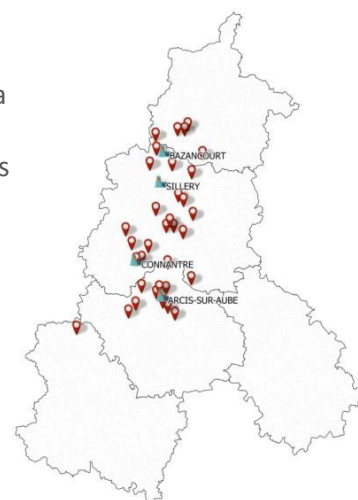 a
s
BAZANCOURT
SILLERY
CONNANTRE
ARCIS-SUR-AUBE